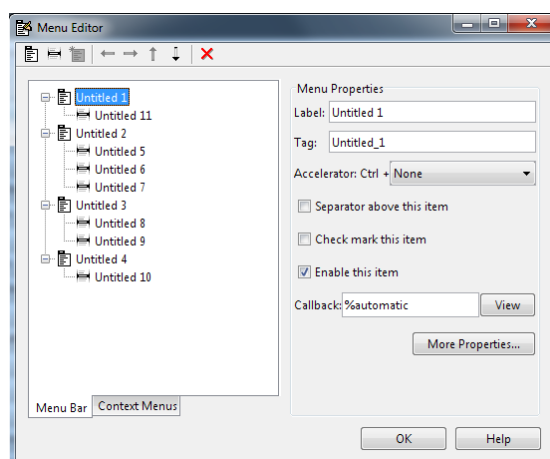 Menu Editor
Untitled 1
Untitled 11
Untitled 2
Untitled 5
Untitled 6
Untitled 7
Untitled 3
Untitled 8
Untitled 9
Untitled 4
Untitled 10
Menu Bar Context Menus
Menu Properties
Label: Untitled 1
Tag: Untitled_1
Accelerator: Ctrl + None
Separator above this item
Check mark this item
Enable this item
Callback: %automatic View
More Properties...
OK Help